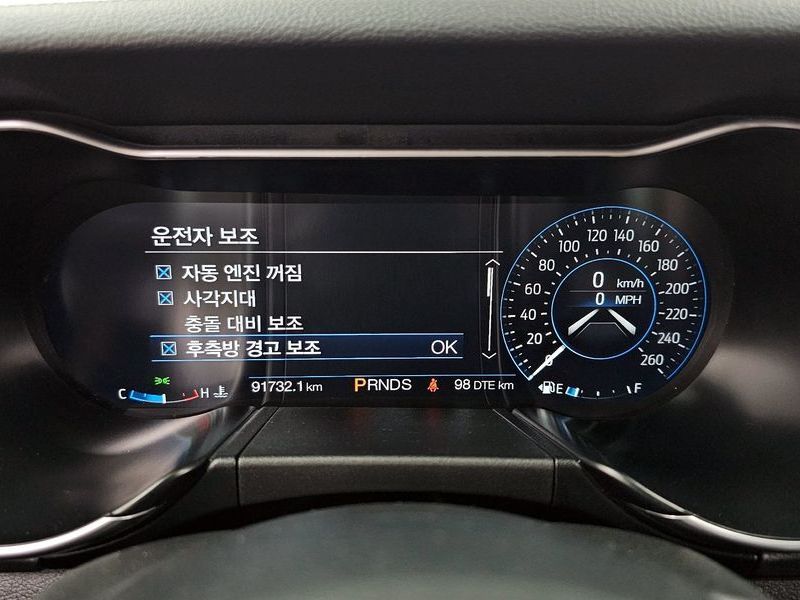 운전자 보조
자동 엔진 꺼짐
사각지대
충돌 대비 보조
후측방 경고 보조 OK
C H
91732.1 km PRNDS 98 DTE km
0 20 40 60 80 100 120 140 160 180 200 220 240 260
0 km/h
0 MPH
E F